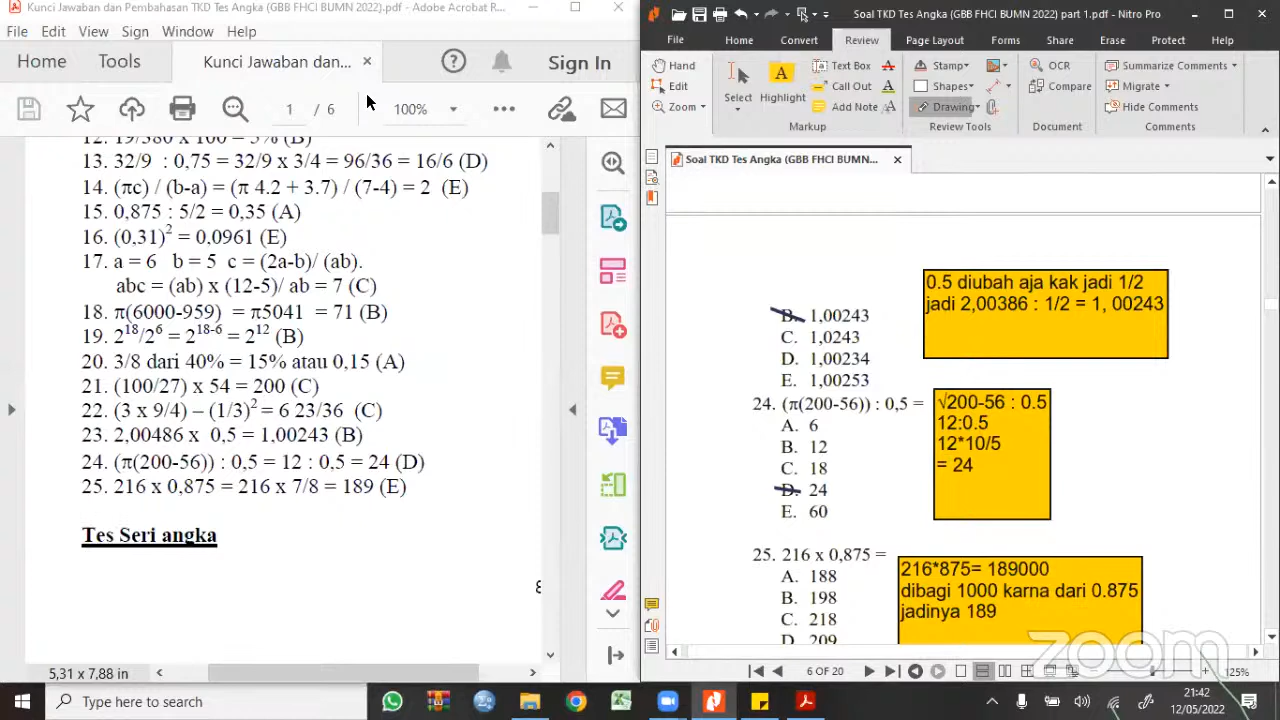 Kunci Jawaban dan Pembahasan TKD Tes Angka (GBB FHCI BUMN 2022).pdf - Adobe Acrobat R...
File Edit View Sign Window Help
Home Tools Kunci Jawaban dan... × Sign In
1 / 6 100%
12. 19/380 x 100 = 5% (B)
13. 32/9 : 0,75 = 32/9 x 3/4 = 96/36 = 16/6 (D)
14. (πc) / (b-a) = (π 4.2 + 3.7) / (7-4) = 2 (E)
15. 0,875 : 5/2 = 0,35 (A)
16. (0,31)² = 0,0961 (E)
17. a = 6 b = 5 c = (2a-b)/ (ab).
abc = (ab) x (12-5)/ ab = 7 (C)
18. π(6000-959) = π5041 = 71 (B)
19. 2¹⁸/2⁶ = 2¹⁸⁻⁶ = 2¹² (B)
20. 3/8 dari 40% = 15% atau 0,15 (A)
21. (100/27) x 54 = 200 (C)
22. (3 x 9/4) – (1/3)² = 6 23/36 (C)
23. 2,00486 x 0,5 = 1,00243 (B)
24. (π(200-56)) : 0,5 = 12 : 0,5 = 24 (D)
25. 216 x 0,875 = 216 x 7/8 = 189 (E)
Tes Seri angka
8
5,31 x 7,88 in
Soal TKD Tes Angka (GBB FHCI BUMN 2022) part 1.pdf - Nitro Pro
File Home Convert Review Page Layout Forms Share Erase Protect Help
Hand
Edit
Zoom
Select Highlight
Text Box
Call Out
Add Note
Markup
Stamp
Shapes
Drawing
Review Tools
OCR
Compare
Document
Summarize Comments
Migrate
Hide Comments
Comments
Soal TKD Tes Angka (GBB FHCI BUMN... ×
B. 1,00243
C. 1,0243
D. 1,00234
E. 1,00253
0.5 diubah aja kak jadi 1/2
jadi 2,00386 : 1/2 = 1, 00243
24. (π(200-56)) : 0,5 =
A. 6
B. 12
C. 18
D. 24
E. 60
√200-56 : 0.5
12:0.5
12*10/5
= 24
25. 216 x 0,875 =
A. 188
B. 198
C. 218
D. 209
216*875= 189000
dibagi 1000 karna dari 0.875
jadinya 189
zoom
6 OF 20 125%
Type here to search
21:42
12/05/2022